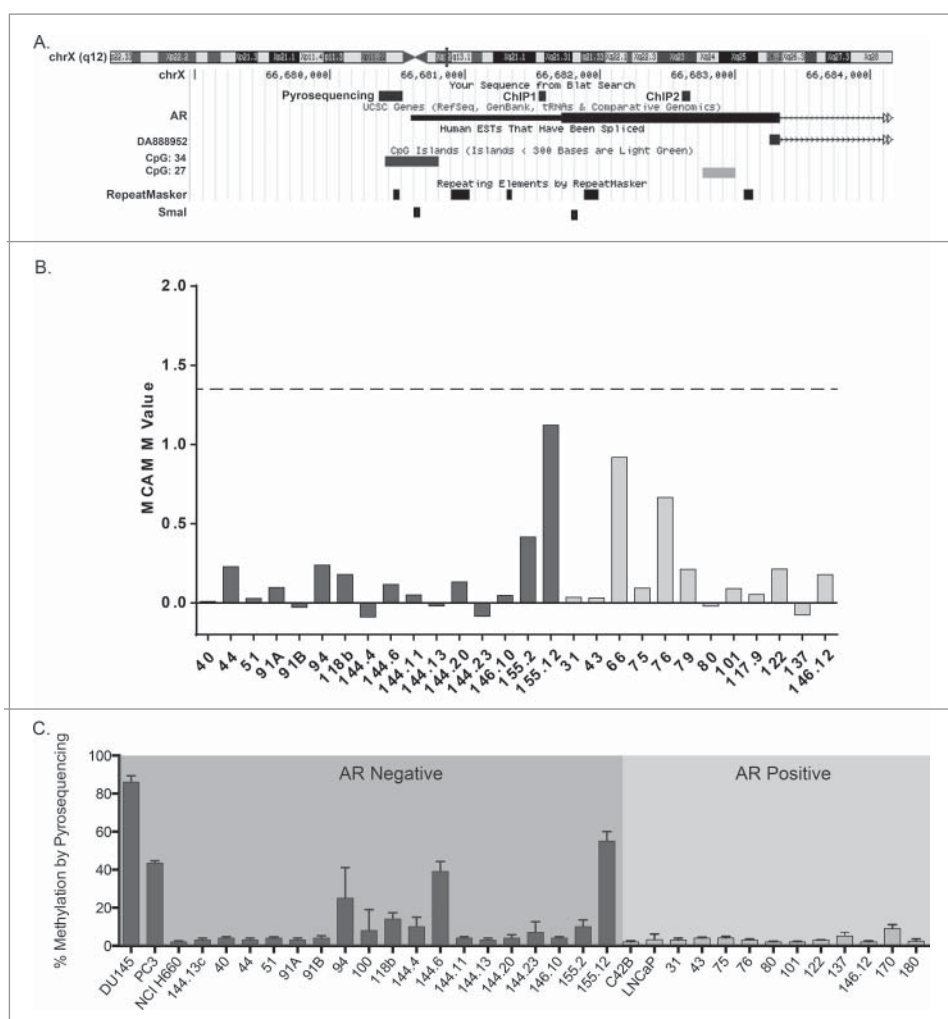 A.
chrX (q12)
chrX
66,680,000
66,681,000
66,682,000
66,683,000
66,684,000
Your Sequence from Blat Search
Pyrosequencing
ChIP1
ChIP2
UCSC Genes (RefSeq, GenBank, tRNAs & Comparative Genomics)
AR
Human ESTs That Have Been Spliced
DA888952
CpG Islands (Islands < 300 Bases are Light Green)
CpG: 34
CpG: 27
Repeating Elements by RepeatMasker
RepeatMasker
SmaI
B.
MCAM M Value
2.0
1.5
1.0
0.5
0.0
40
44
51
91A
91B
94
118b
144.4
144.6
144.11
144.13
144.20
144.23
146.10
155.2
155.12
31
43
66
75
76
79
80
101
117.9
122
137
146.12
C.
% Methylation by Pyrosequencing
100
80
60
40
20
0
AR Negative
AR Positive
DU145
PC3
NCI H660
144.13c
40
44
51
91A
91B
94
100
118b
144.4
144.6
144.11
144.13
144.20
144.23
146.10
155.2
155.12
C42B
LNCaP
31
43
75
76
80
101
122
137
146.12
170
180